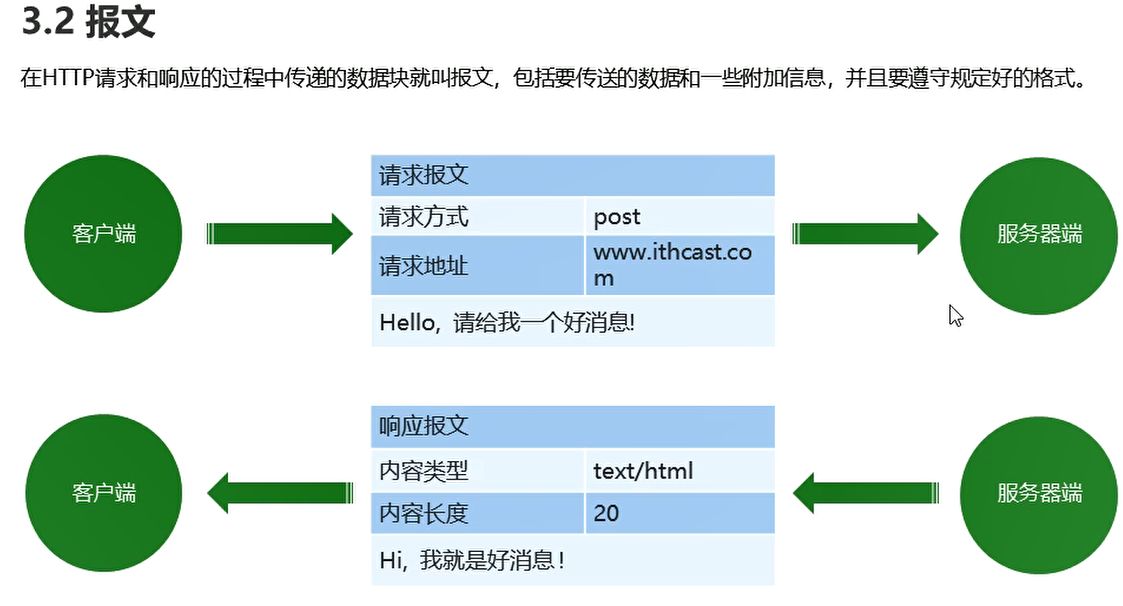 3.2 报文
在HTTP请求和响应的过程中传递的数据块就叫报文，包括要传送的数据和一些附加信息，并且要遵守规定好的格式。
客户端
请求报文
请求方式 post
请求地址 www.ithcast.co
m
Hello, 请给我一个好消息!
服务器端
客户端
响应报文
内容类型 text/html
内容长度 20
Hi, 我就是好消息!
服务器端